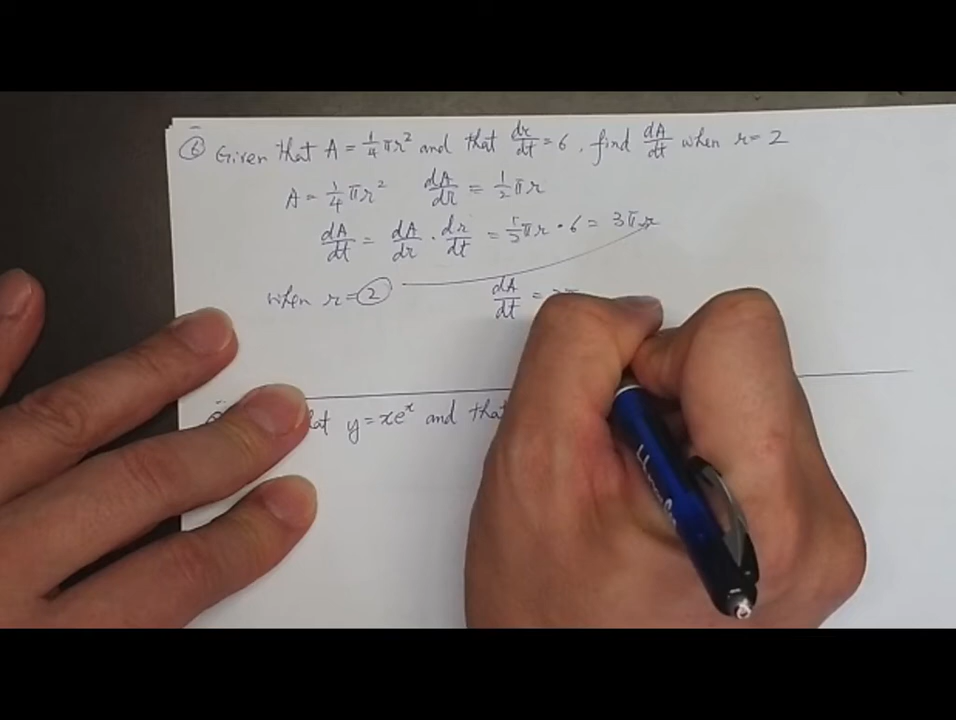 ⑥ Given that A = 1/4 πr² and that dr/dt = 6, find dA/dt when r = 2
A = 1/4 πr² dA/dr = 1/2 πr
dA/dt = dA/dr · dr/dt = 1/2 πr · 6 = 3πr
when r = 2 dA/dt =
y = xeˣ and that